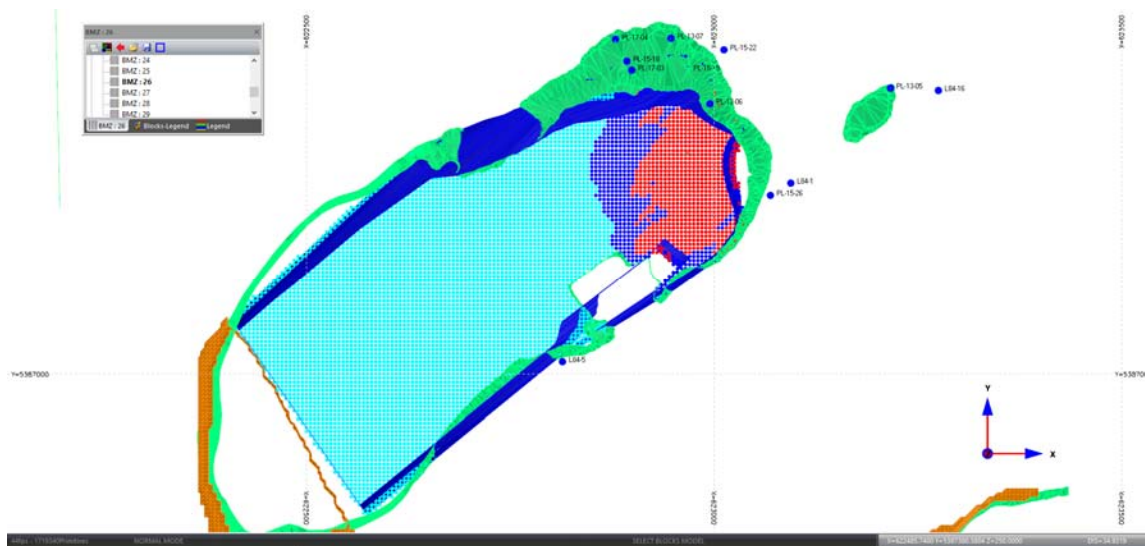 BMZ : 26
BMZ : 24
BMZ : 25
BMZ : 26
BMZ : 27
BMZ : 28
BMZ : 29
BMZ : 26 Blocks-Legend Legend
X=622500
X=623000
X=623500
PL-17-04
PL-13-07
PL-15-22
PL-15-18
PL-17-03
PL-13-05
L84-16
PL-13-06
L84-1
PL-15-26
L84-5
Y=5387000
Y
X
NORMAL MODE
SELECT BLOCKS MODEL